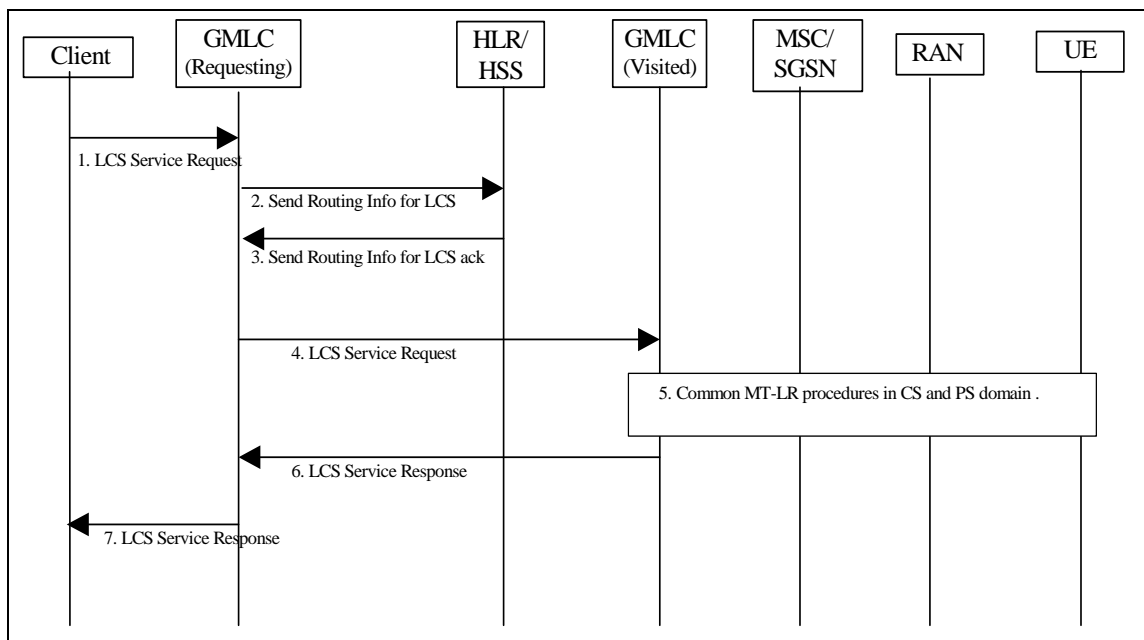 Client
GMLC
(Requesting)
HLR/
HSS
GMLC
(Visited)
MSC/
SGSN
RAN
UE
1. LCS Service Request
2. Send Routing Info for LCS
3. Send Routing Info for LCS ack
4. LCS Service Request
5. Common MT-LR procedures in CS and PS domain .
6. LCS Service Response
7. LCS Service Response